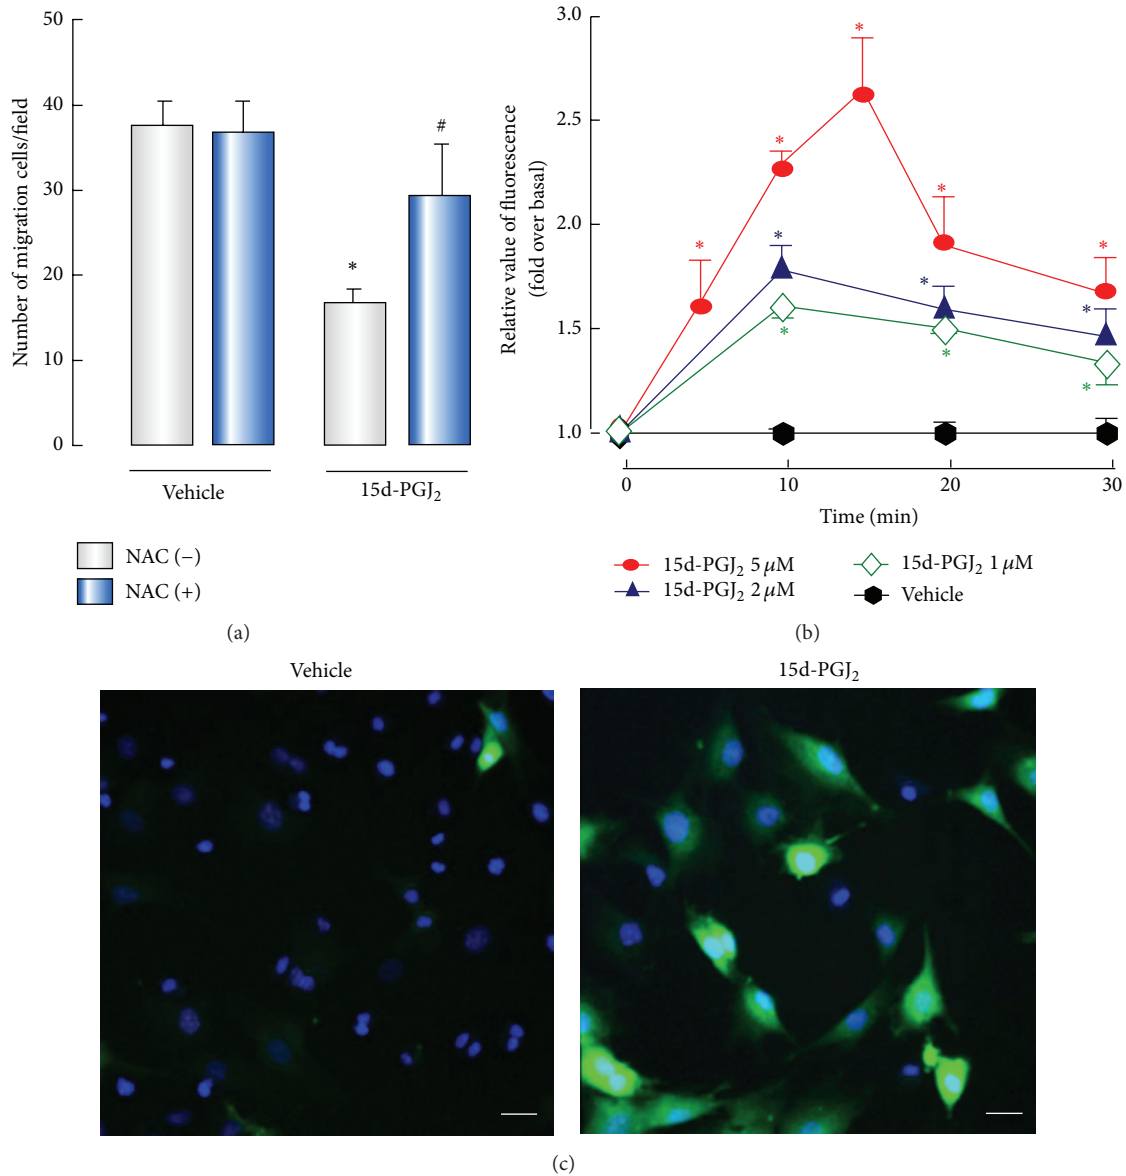 50
40
30
20
10
0
Number of migration cells/field
*
#
Vehicle
15d-PGJ₂
NAC (−)
NAC (+)
(a)
3.0
2.5
2.0
1.5
1.0
Relative value of fluorescence
(fold over basal)
* * * * *
* * *
* * *
0 10 20 30
Time (min)
15d-PGJ₂ 5 μM
15d-PGJ₂ 2 μM
15d-PGJ₂ 1 μM
Vehicle
(b)
Vehicle
15d-PGJ₂
(c)